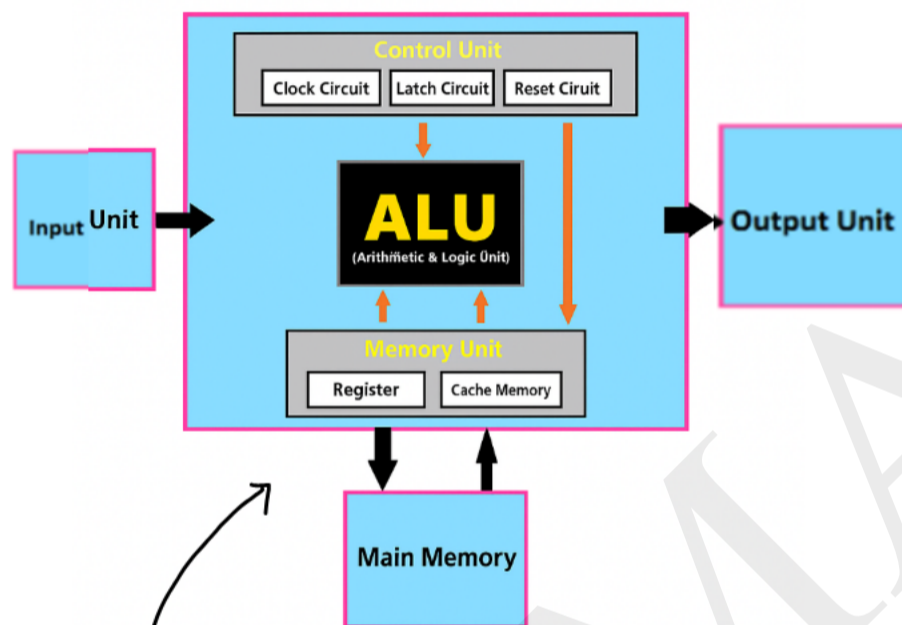 Control Unit
Clock Circuit
Latch Circuit
Reset Ciruit
Input Unit
ALU
(Arithmetic & Logic Unit)
Output Unit
Memory Unit
Register
Cache Memory
Main Memory